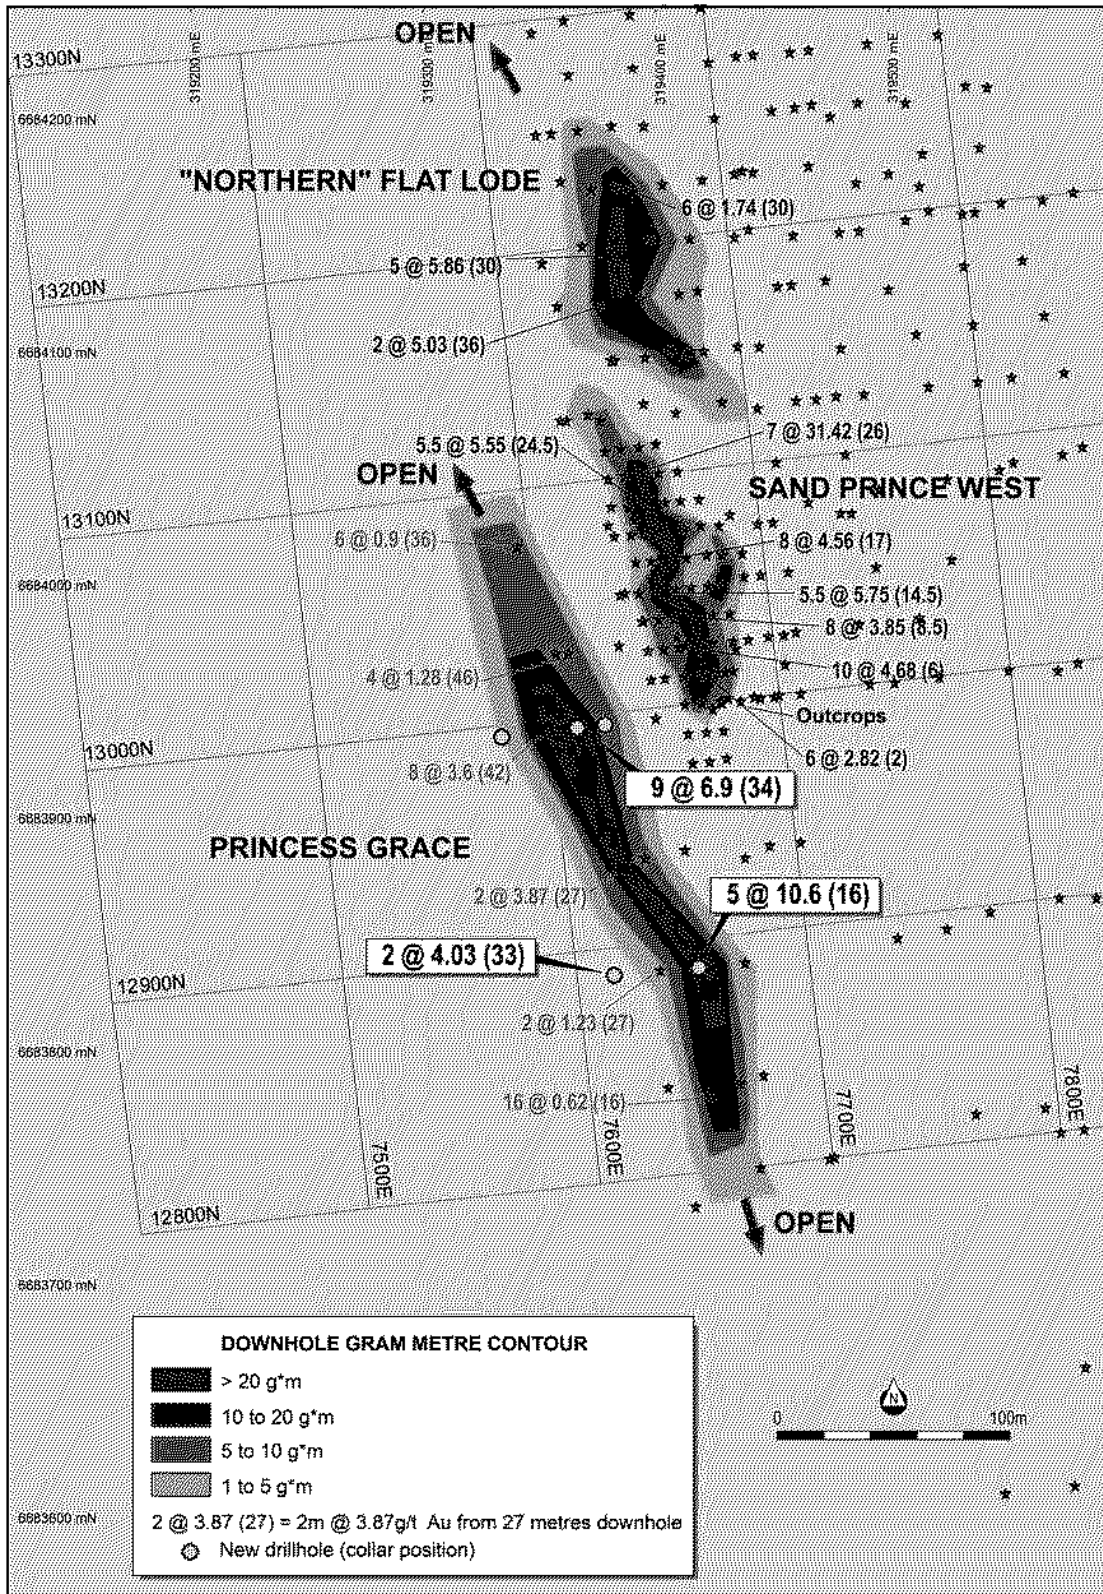 OPEN
13300N
319200 mE
319300 mE
319400 mE
319500 mE
6684200 mN
"NORTHERN" FLAT LODE
6 @ 1.74 (30)
5 @ 5.86 (30)
13200N
2 @ 5.03 (36)
6684100 mN
7 @ 31.42 (26)
5.5 @ 5.55 (24.5)
OPEN
SAND PRINCE WEST
13100N
6 @ 0.9 (36)
8 @ 4.56 (17)
6684000 mN
5.5 @ 5.75 (14.5)
8 @ 3.85 (8.5)
10 @ 4.68 (6)
4 @ 1.28 (46)
Outcrops
13000N
6 @ 2.82 (2)
8 @ 3.6 (42)
9 @ 6.9 (34)
6683900 mN
PRINCESS GRACE
5 @ 10.6 (16)
2 @ 3.87 (27)
2 @ 4.03 (33)
12900N
2 @ 1.23 (27)
6683800 mN
16 @ 0.62 (16)
7500E
7600E
7700E
7800E
12800N
OPEN
6683700 mN
DOWNHOLE GRAM METRE CONTOUR
> 20 g*m
10 to 20 g*m
5 to 10 g*m
1 to 5 g*m
2 @ 3.87 (27) = 2m @ 3.87g/t Au from 27 metres downhole
New drillhole (collar position)
N
0 100m
6683600 mN